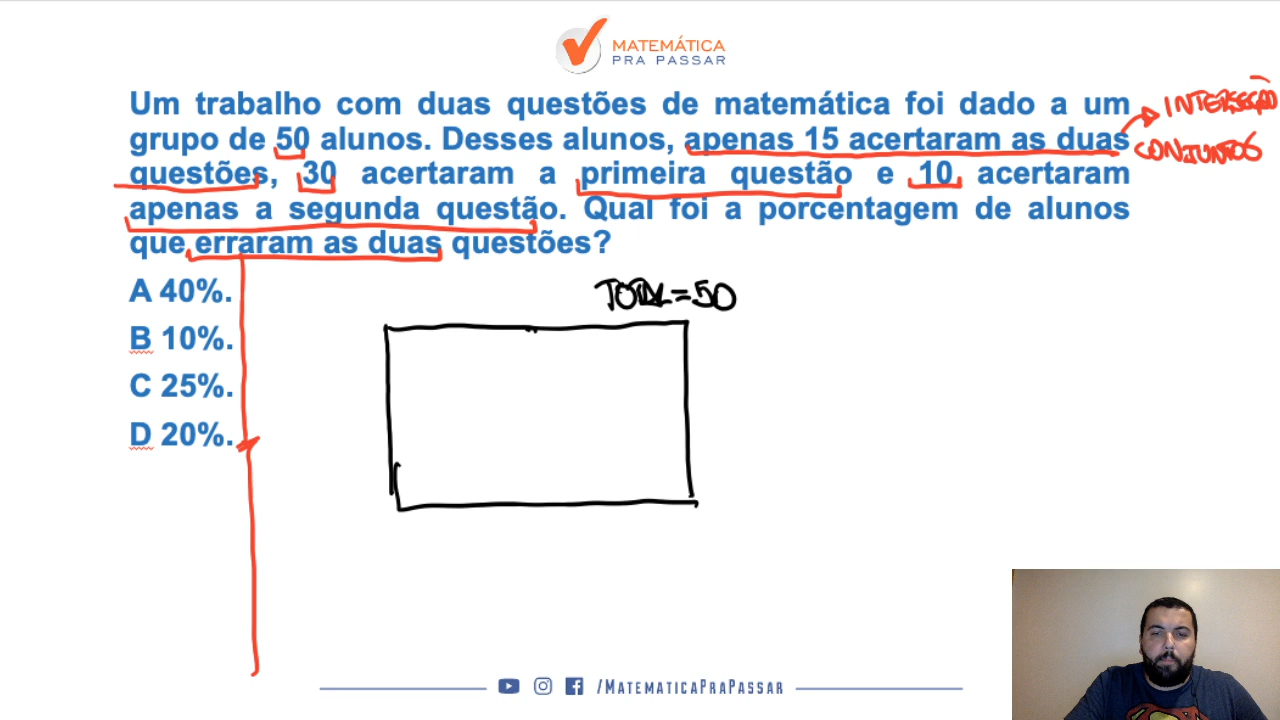 MATEMÁTICA
PRA PASSAR
Um trabalho com duas questões de matemática foi dado a um
grupo de 50 alunos. Desses alunos, apenas 15 acertaram as duas
questões, 30 acertaram a primeira questão e 10 acertaram
apenas a segunda questão. Qual foi a porcentagem de alunos
que erraram as duas questões?
INTERSEÇÃO
CONJUNTOS
A 40%.
B 10%.
C 25%.
D 20%.
TOTAL=50
/MATEMATICAPRAPASSAR